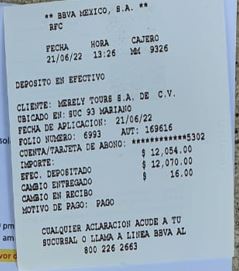 ** BBVA MEXICO, S.A. **
RFC
FECHA HORA CAJERO
21/06/22 13:26 MM 9326
DEPOSITO EN EFECTIVO
CLIENTE: MERELY TOURS S.A. DE C.V.
UBICADO EN: SUC 93 MARIANO
FECHA DE APLICACION: 21/06/22
FOLIO NUMERO: 6993 AUT: 169616
CUENTA/TARJETA DE ABONO: ************5302
IMPORTE: $ 12,054.00
EFEC. DEPOSITADO $ 12,070.00
CAMBIO ENTREGADO $ 16.00
CAMBIO EN RECIBO
MOTIVO DE PAGO: PAGO
CUALQUIER ACLARACION ACUDE A TU
SUCURSAL O LLAMA A LINEA BBVA AL
800 226 2663